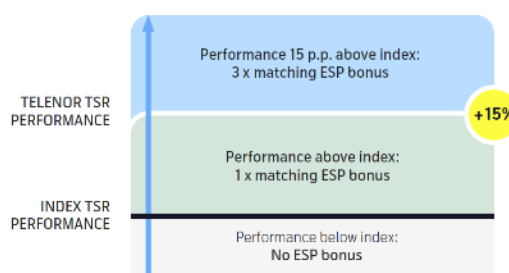 Performance 15 p.p. above index:
3 x matching ESP bonus
TELENOR TSR
PERFORMANCE
+15%
Performance above index:
1 x matching ESP bonus
INDEX TSR
PERFORMANCE
Performance below index:
No ESP bonus